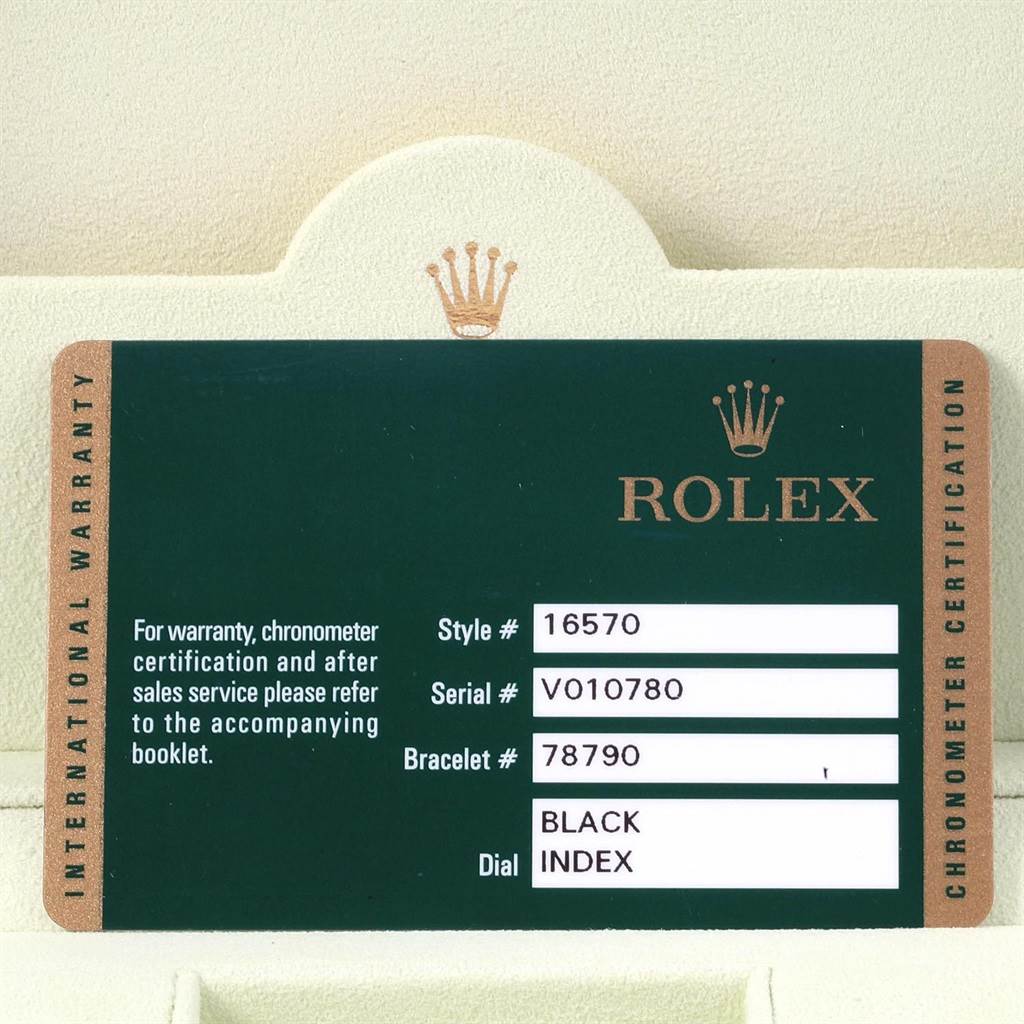 INTERNATIONAL WARRANTY
ROLEX
For warranty, chronometer
certification and after
sales service please refer
to the accompanying
booklet.
Style # 16570
Serial # V010780
Bracelet # 78790
Dial BLACK
INDEX
CHRONOMETER CERTIFICATION